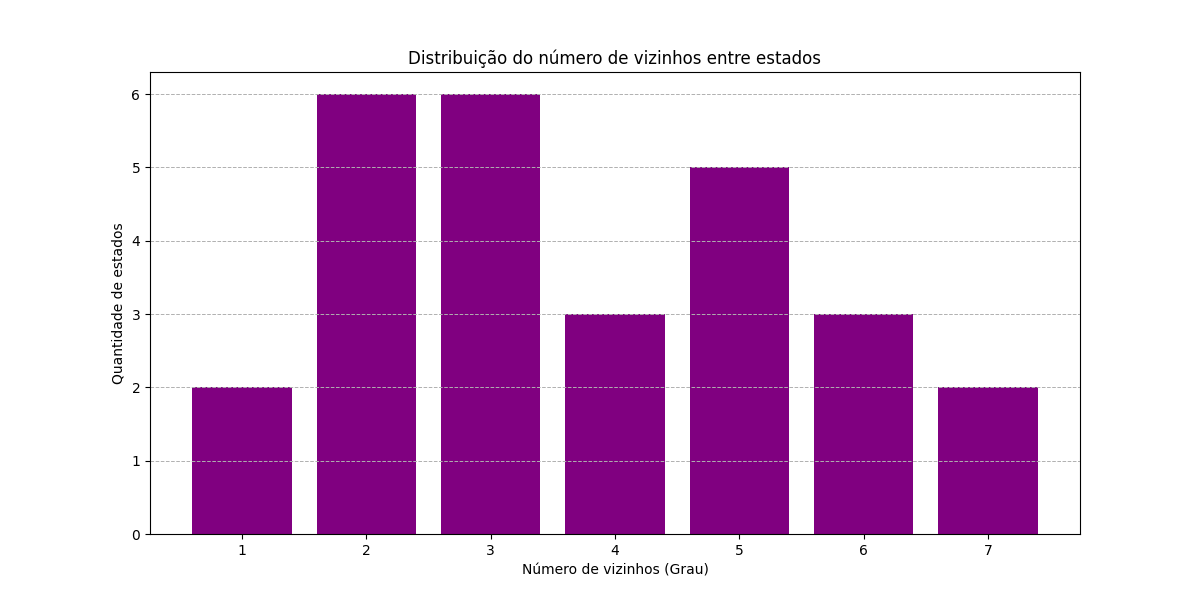 Distribuição do número de vizinhos entre estados
6
5
4
3
2
1
0
Quantidade de estados
1 2 3 4 5 6 7
Número de vizinhos (Grau)